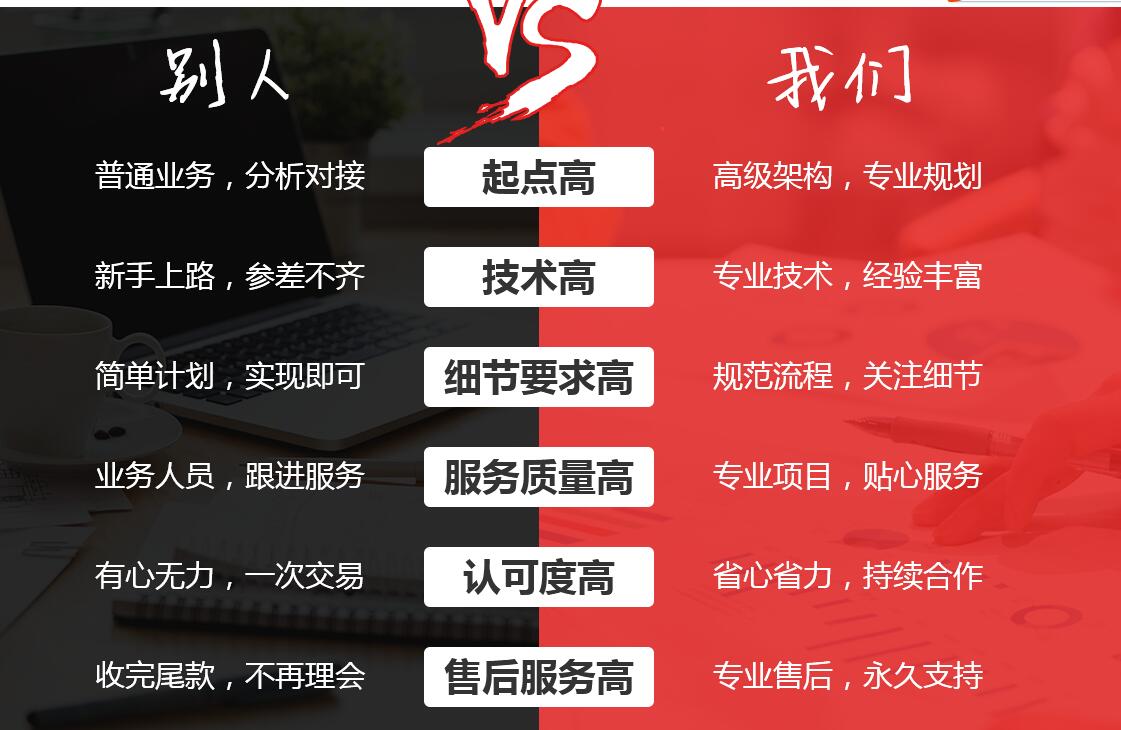 VS
别人
我们
普通业务，分析对接
起点高
高级架构，专业规划
新手上路，参差不齐
技术高
专业技术，经验丰富
简单计划，实现即可
细节要求高
规范流程，关注细节
业务人员，跟进服务
服务质量高
专业项目，贴心服务
有心无力，一次交易
认可度高
省心省力，持续合作
收完尾款，不再理会
售后服务高
专业售后，永久支持